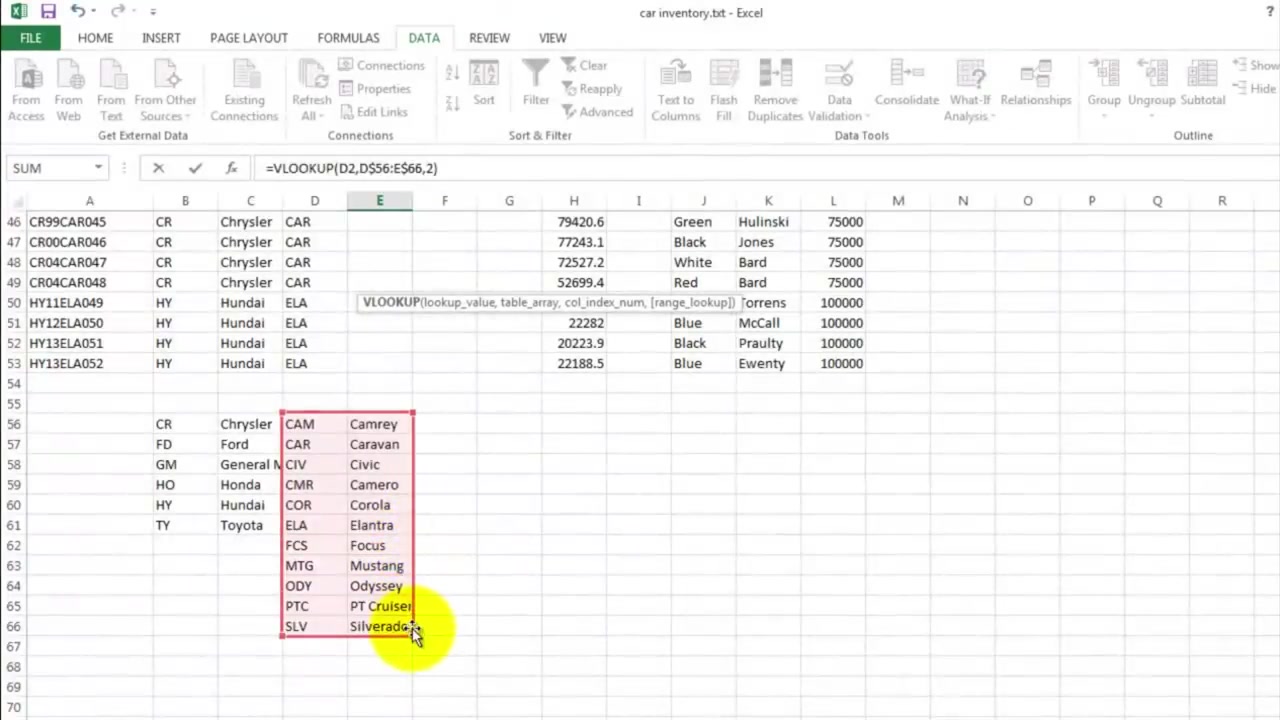 car inventory.txt - Excel
?
FILE HOME INSERT PAGE LAYOUT FORMULAS DATA REVIEW VIEW
From Access
From Web
From Text
From Other Sources
Existing Connections
Get External Data
Refresh All
Connections
Properties
Edit Links
Connections
Sort
Filter
Clear
Reapply
Advanced
Sort & Filter
Text to Columns
Flash Fill
Remove Duplicates
Data Validation
Consolidate
What-If Analysis
Relationships
Data Tools
Group
Ungroup
Subtotal
Show
Hide
Outline
SUM fx =VLOOKUP(D2,D$56:E$66,2)
A B C D E F G H I J K L M N O P Q R
46 CR99CAR045 CR Chrysler CAR 79420.6 Green Hulinski 75000
47 CR00CAR046 CR Chrysler CAR 77243.1 Black Jones 75000
48 CR04CAR047 CR Chrysler CAR 72527.2 White Bard 75000
49 CR04CAR048 CR Chrysler CAR 52699.4 Red Bard 75000
50 HY11ELA049 HY Hundai ELA VLOOKUP(lookup_value, table_array, col_index_num, [range_lookup]) Torrens 100000
51 HY12ELA050 HY Hundai ELA 22282 Blue McCall 100000
52 HY13ELA051 HY Hundai ELA 20223.9 Black Praulty 100000
53 HY13ELA052 HY Hundai ELA 22188.5 Blue Ewenty 100000
54
55
56 CR Chrysler CAM Camrey
57 FD Ford CAR Caravan
58 GM General M CIV Civic
59 HO Honda CMR Camero
60 HY Hundai COR Corola
61 TY Toyota ELA Elantra
62 FCS Focus
63 MTG Mustang
64 ODY Odyssey
65 PTC PT Cruiser
66 SLV Silverado
67
68
69
70